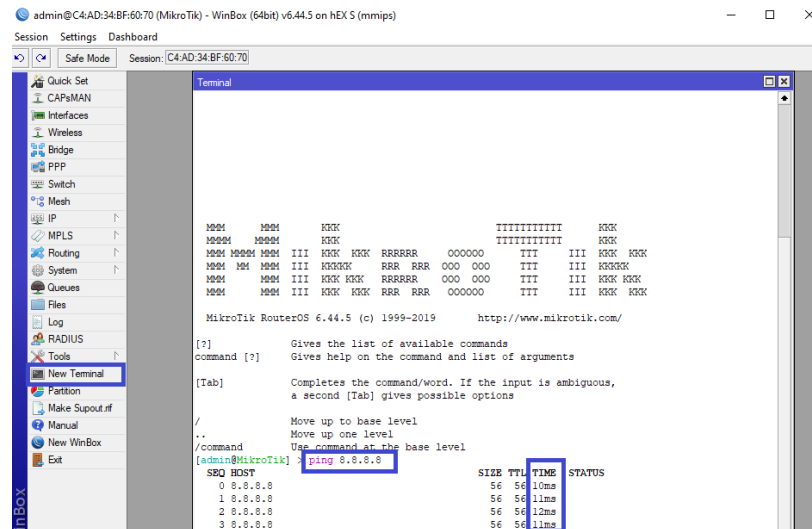 admin@C4:AD:34:BF:60:70 (MikroTik) - WinBox (64bit) v6.44.5 on hEX S (mmips)
Session Settings Dashboard
Safe Mode Session: C4:AD:34:BF:60:70
Quick Set
CAPsMAN
Interfaces
Wireless
Bridge
PPP
Switch
Mesh
IP
MPLS
Routing
System
Queues
Files
Log
RADIUS
Tools
New Terminal
Partition
Make Supout.rif
Manual
New WinBox
Exit
Terminal
MMM MMM KKK TTTTTTTTTTT KKK
MMMM MMMM KKK TTTTTTTTTTT KKK
MMM MMMM MMM III KKK KKK RRRRRR OOOOOO TTT III KKK KKK
MMM MM MMM III KKKKK RRR RRR OOO OOO TTT III KKKKK
MMM MMM III KKK KKK RRRRRR OOO OOO TTT III KKK KKK
MMM MMM III KKK KKK RRR RRR OOOOOO TTT III KKK KKK
MikroTik RouterOS 6.44.5 (c) 1999-2019 http://www.mikrotik.com/
[?] Gives the list of available commands
command [?] Gives help on the command and list of arguments
[Tab] Completes the command/word. If the input is ambiguous,
a second [Tab] gives possible options
/ Move up to base level
.. Move up one level
/command Use command at the base level
[admin@MikroTik] > ping 8.8.8.8
SEQ HOST SIZE TTL TIME STATUS
0 8.8.8.8 56 56 10ms
1 8.8.8.8 56 56 11ms
2 8.8.8.8 56 56 12ms
3 8.8.8.8 56 56 11ms